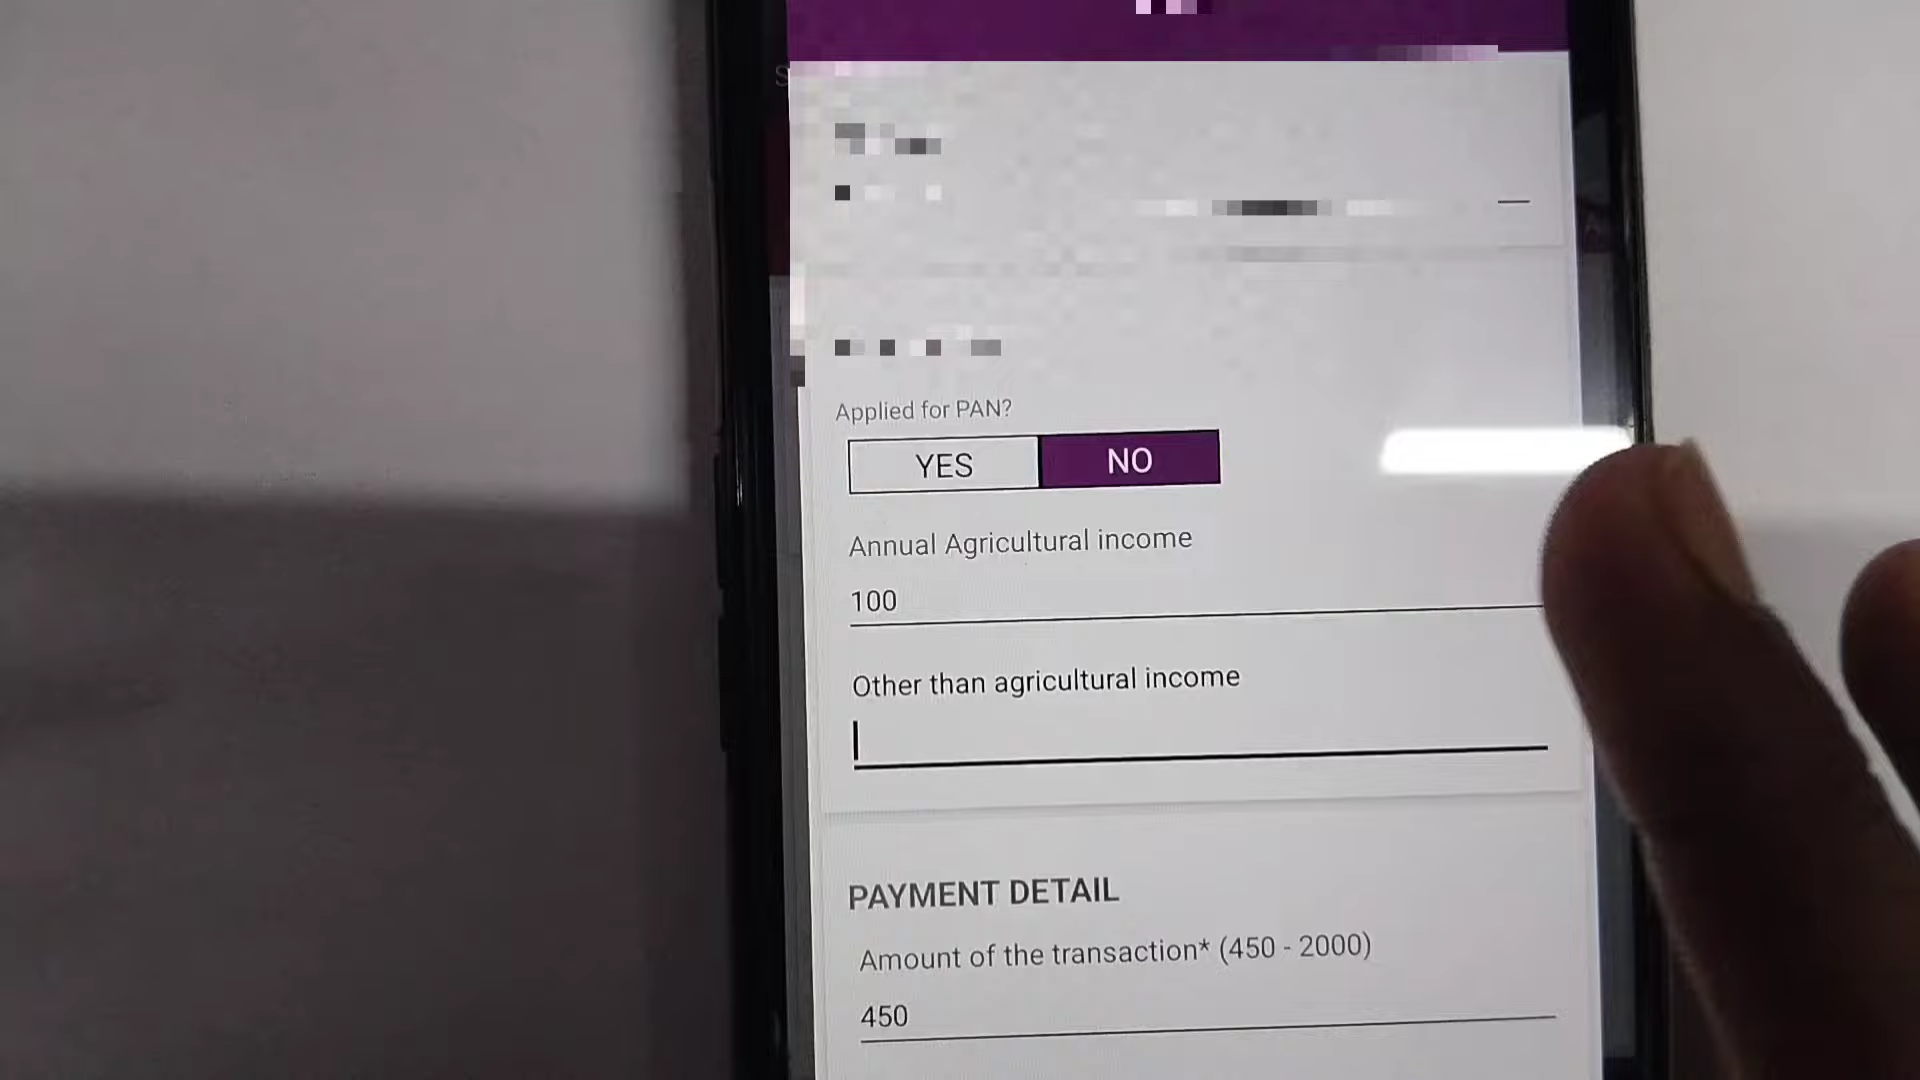 Applied for PAN?
YES NO
Annual Agricultural income
100
Other than agricultural income
PAYMENT DETAIL
Amount of the transaction* (450 - 2000)
450